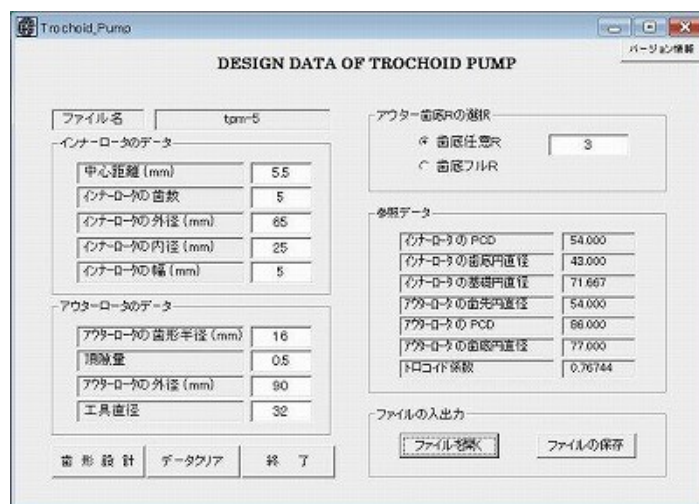 Trochoid_Pump
バージョン情報
DESIGN DATA OF TROCHOID PUMP
ファイル名 tpm-5
インナーロータのデータ
中心距離(mm) 5.5
インナーロータの歯数 5
インナーロータの外径(mm) 65
インナーロータの内径(mm) 25
インナーロータの幅(mm) 5
アウターロータのデータ
アウターロータの歯形半径(mm) 16
頂隙量 0.5
アウターロータの外径(mm) 90
工具直径 32
歯 形 設 計 データクリア 終 了
アウター歯底Rの選択
歯底任意R 3
歯底フルR
参照データ
インナーロータの PCD 54.000
インナーロータの歯底円直径 43.000
インナーロータの基礎円直径 71.667
アウターロータの歯先円直径 54.000
アウターロータの PCD 86.000
アウターロータの歯底円直径 77.000
トロコイド係数 0.76744
ファイルの入出力
ファイルを開く ファイルの保存